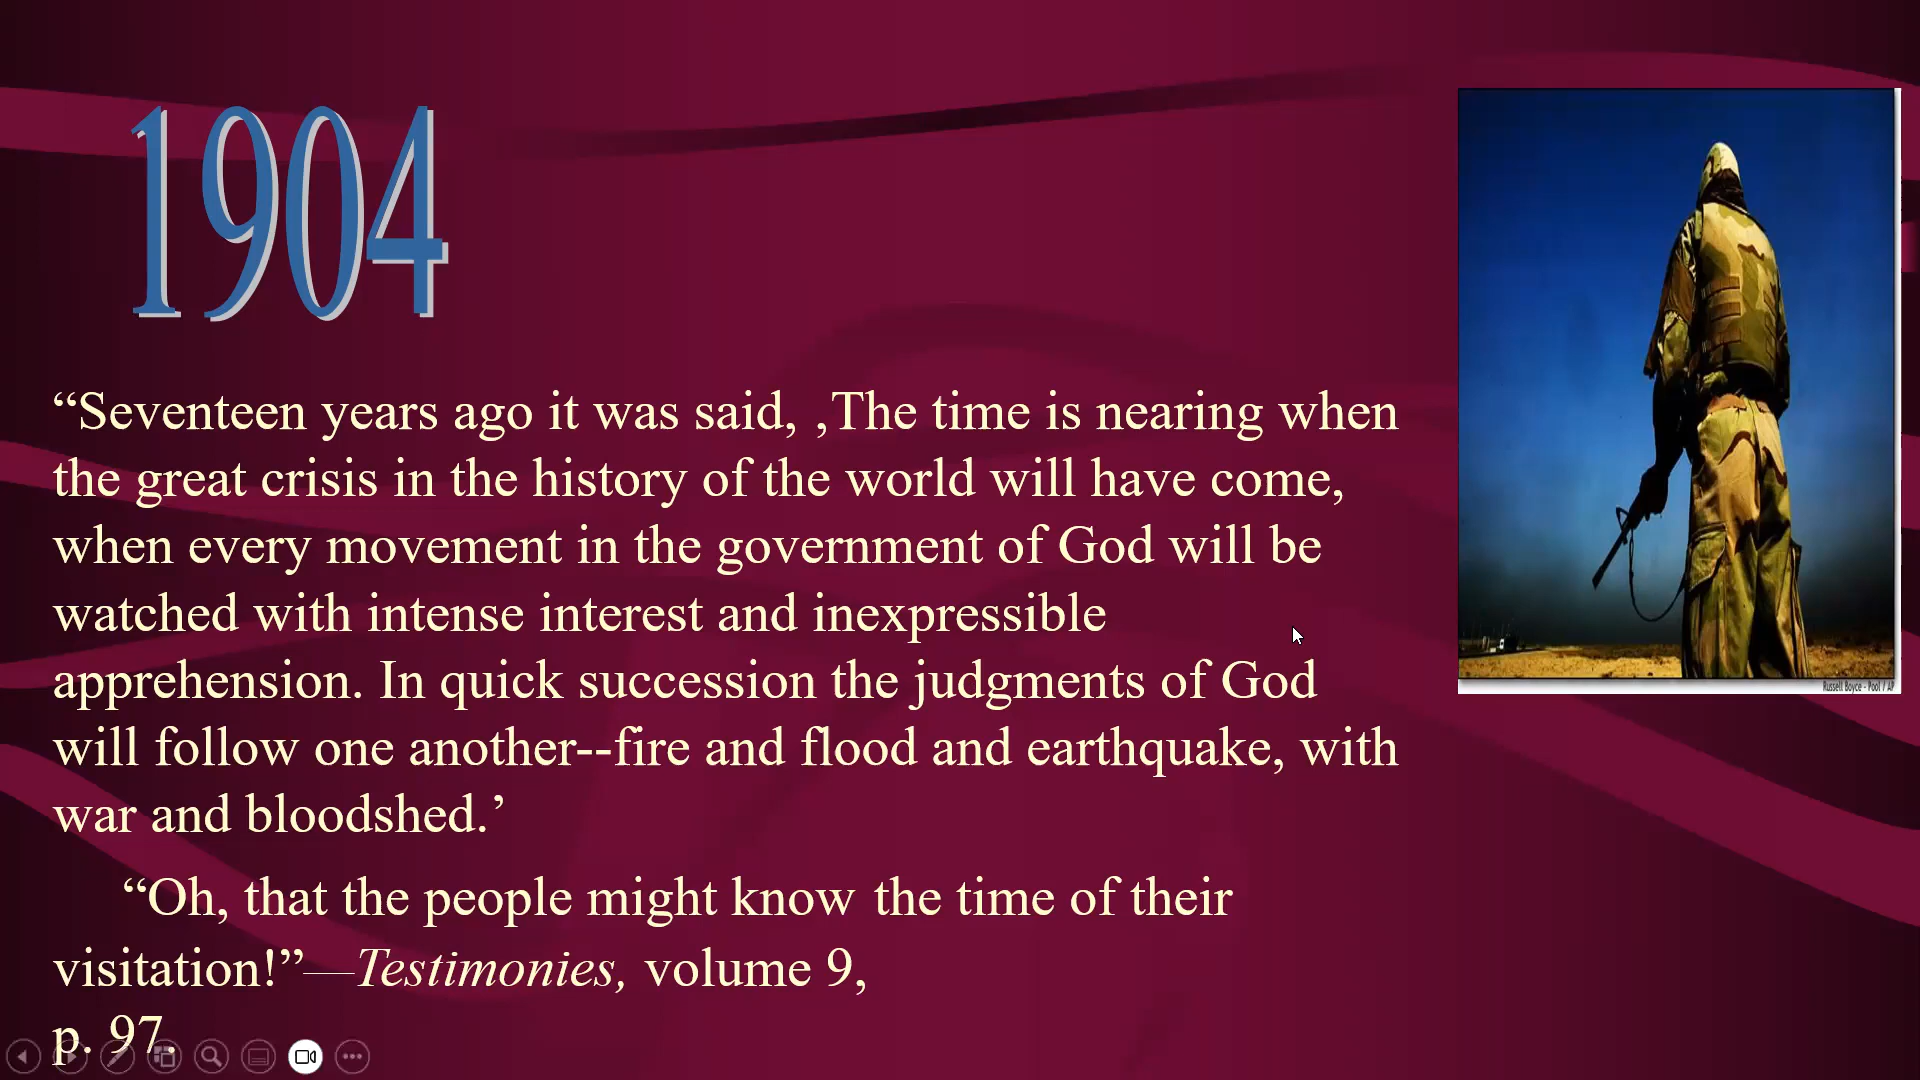 1904
“Seventeen years ago it was said, ‚The time is nearing when
the great crisis in the history of the world will have come,
when every movement in the government of God will be
watched with intense interest and inexpressible
apprehension. In quick succession the judgments of God
will follow one another--fire and flood and earthquake, with
war and bloodshed.’
“Oh, that the people might know the time of their
visitation!”—Testimonies, volume 9,
p. 97.
Russell Boyce - Pool / AP